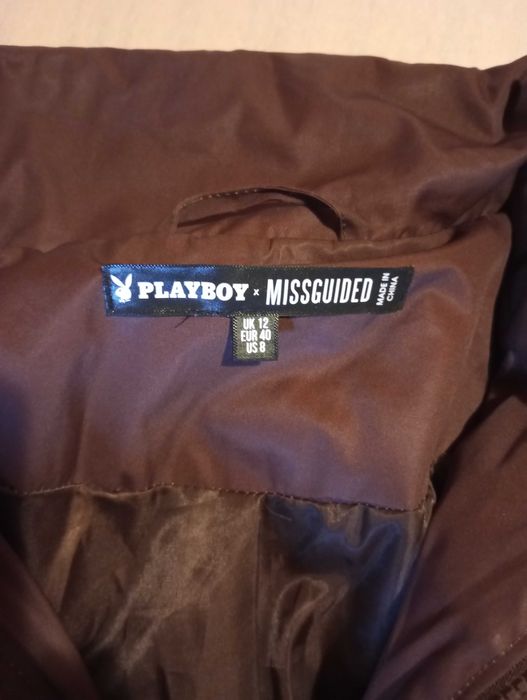 PLAYBOY x MISSGUIDED MADE IN CHINA
UK 12
EUR 40
US 8